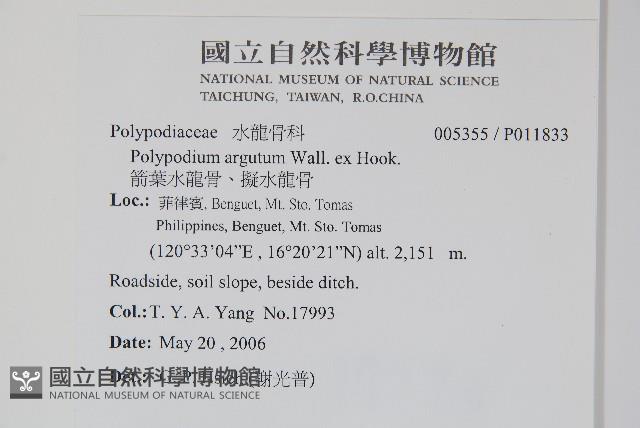 國立自然科學博物館
NATIONAL MUSEUM OF NATURAL SCIENCE
TAICHUNG, TAIWAN, R.O.CHINA
Polypodiaceae 水龍骨科 005355 / P011833
Polypodium argutum Wall. ex Hook.
箭葉水龍骨、擬水龍骨
Loc.: 菲律賓, Benguet, Mt. Sto. Tomas
Philippines, Benguet, Mt. Sto. Tomas
(120°33’04”E , 16°20’21”N) alt. 2,151 m.
Roadside, soil slope, beside ditch.
Col.: T. Y. A. Yang No.17993
Date: May 20 , 2006
謝光普)
國立自然科學博物館
NATIONAL MUSEUM OF NATURAL SCIENCE